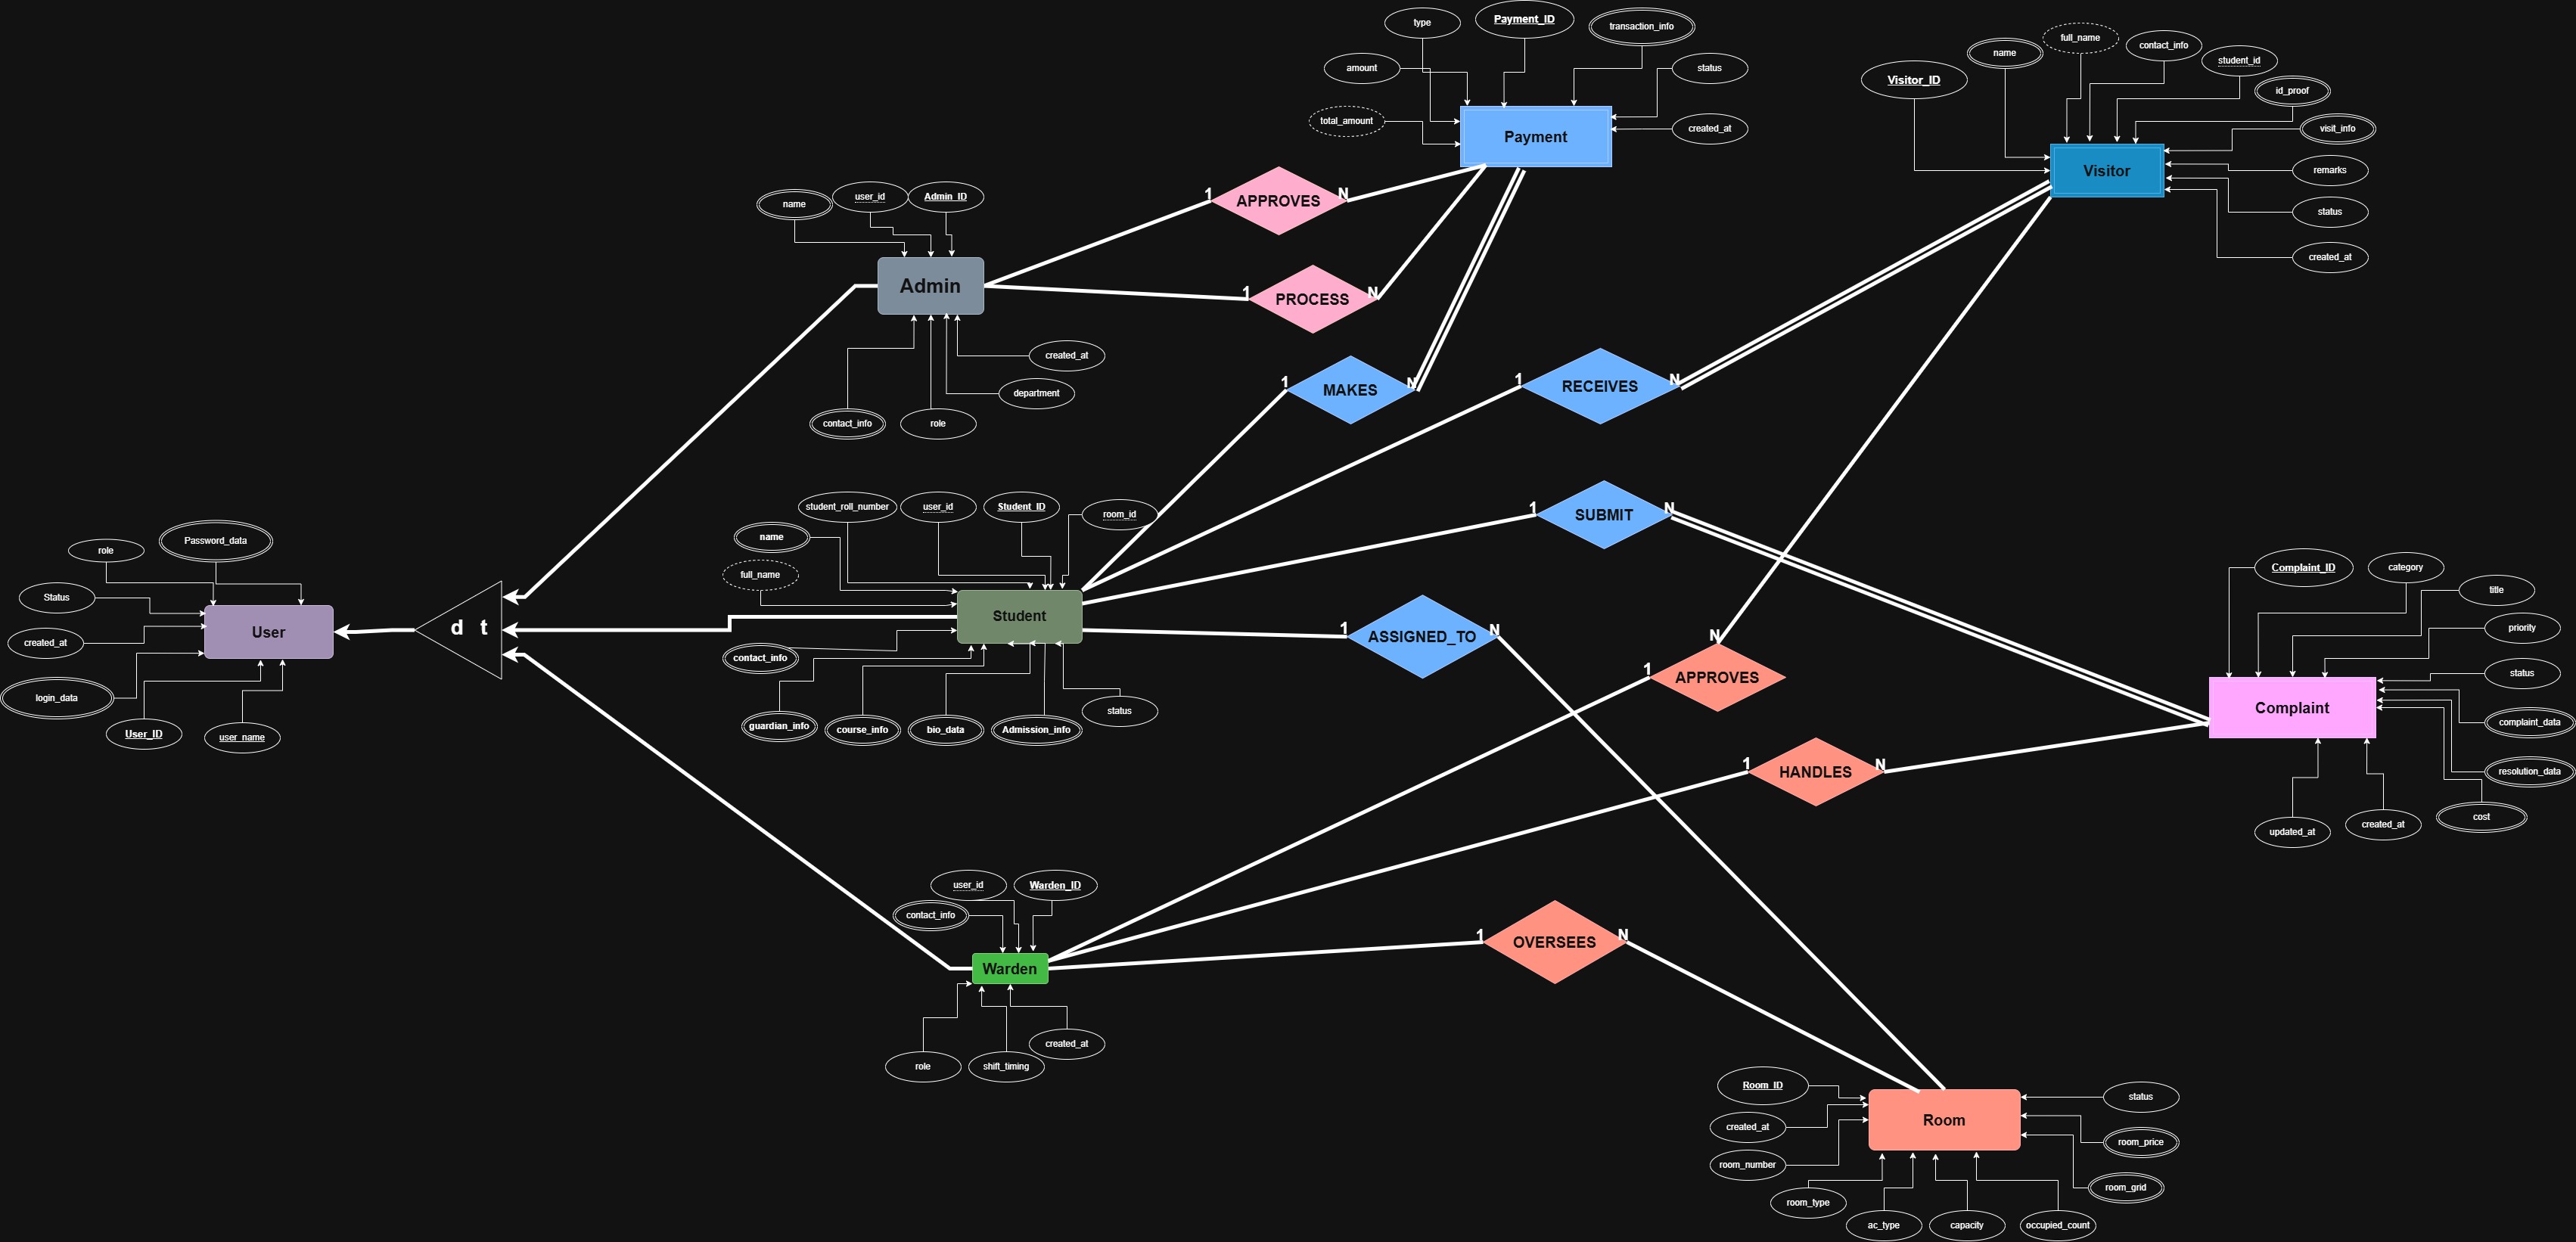 type
Payment_ID
transaction_info
amount
status
total_amount
created_at
Payment
Visitor_ID
name
full_name
contact_info
student_id
id_proof
visit_info
remarks
status
created_at
Visitor
name
user_id
Admin_ID
Admin
created_at
department
contact_info
role
1
APPROVES
N
1
PROCESS
N
1
MAKES
N
1
RECEIVES
N
student_roll_number
user_id
Student_ID
room_id
name
full_name
Student
contact_info
guardian_info
course_info
bio_data
Admission_info
status
1
SUBMIT
N
1
ASSIGNED_TO
N
role
Password_data
Status
created_at
login_data
User_ID
user_name
User
d t
N
1
APPROVES
1
HANDLES
N
Complaint_ID
category
title
priority
status
complaint_data
resolution_data
cost
created_at
updated_at
Complaint
user_id
Warden_ID
contact_info
Warden
created_at
role
shift_timing
1
OVERSEES
N
Room_ID
created_at
room_number
room_type
ac_type
capacity
occupied_count
room_grid
room_price
status
Room